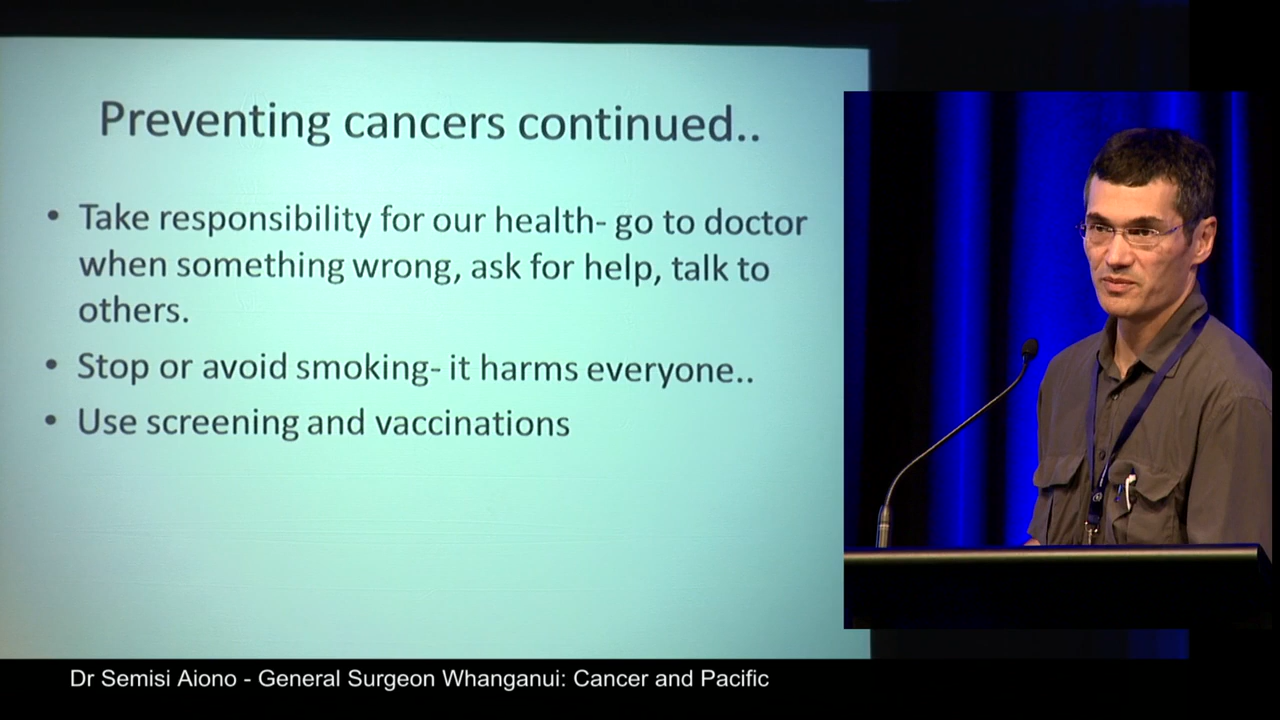 Preventing cancers continued..
• Take responsibility for our health- go to doctor
when something wrong, ask for help, talk to
others.
• Stop or avoid smoking- it harms everyone..
• Use screening and vaccinations
Dr Semisi Aiono - General Surgeon Whanganui: Cancer and Pacific